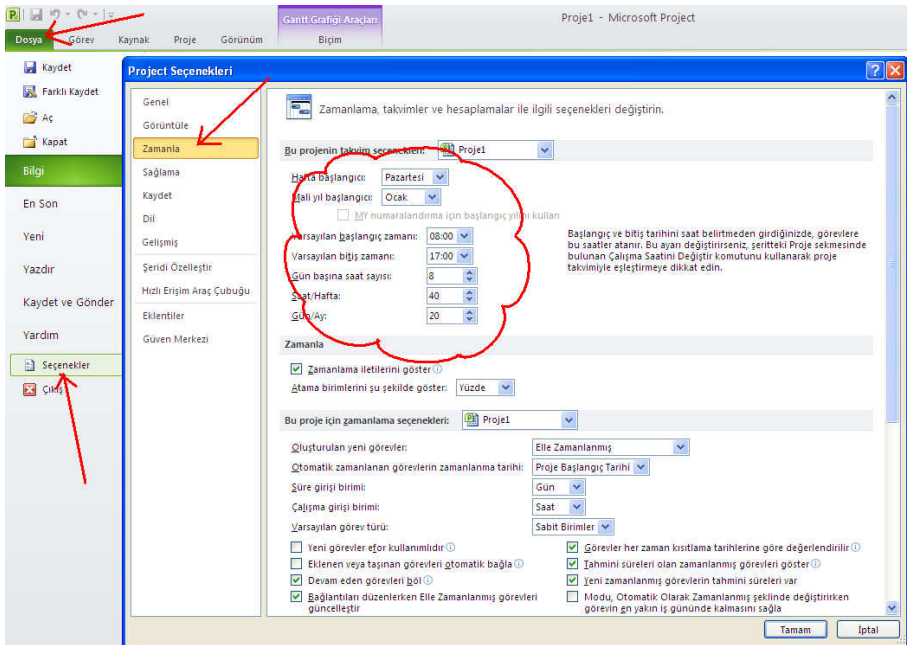 Gantt Grafiği Araçları
Proje1 - Microsoft Project
Dosya Görev Kaynak Proje Görünüm Biçim
Kaydet
Farklı Kaydet
Aç
Kapat
Bilgi
En Son
Yeni
Yazdır
Kaydet ve Gönder
Yardım
Seçenekler
Çıkış
Project Seçenekleri
Genel
Görüntüle
Zamanla
Sağlama
Kaydet
Dil
Gelişmiş
Şeridi Özelleştir
Hızlı Erişim Araç Çubuğu
Eklentiler
Güven Merkezi
Zamanlama, takvimler ve hesaplamalar ile ilgili seçenekleri değiştirin.
Bu projenin takvim seçenekleri: Proje1
Hafta başlangıcı: Pazartesi
Mali yıl başlangıcı: Ocak
MY numaralandırma için başlangıç yılını kullan
Varsayılan başlangıç zamanı: 08:00
Varsayılan bitiş zamanı: 17:00
Gün başına saat sayısı: 8
Saat/Hafta: 40
Gün/Ay: 20
Başlangıç ve bitiş tarihini saat belirtmeden girdiğinizde, görevlere
bu saatler atanır. Bu ayarı değiştirirseniz, şeritteki Proje sekmesinde
bulunan Çalışma Saatini Değiştir komutunu kullanarak proje
takvimiyle eşleştirmeye dikkat edin.
Zamanla
Zamanlama iletilerini göster
Atama birimlerini şu şekilde göster: Yüzde
Bu proje için zamanlama seçenekleri: Proje1
Oluşturulan yeni görevler: Elle Zamanlanmış
Otomatik zamanlanan görevlerin zamanlanma tarihi: Proje Başlangıç Tarihi
Süre girişi birimi: Gün
Çalışma girişi birimi: Saat
Varsayılan görev türü: Sabit Birimler
Yeni görevler efor kullanımlıdır
Eklenen veya taşınan görevleri otomatik bağla
Devam eden görevleri böl
Bağlantıları düzenlerken Elle Zamanlanmış görevleri
güncelleştir
Görevler her zaman kısıtlama tarihlerine göre değerlendirilir
Tahmini süreleri olan zamanlanmış görevleri göster
Yeni zamanlanmış görevlerin tahmini süreleri var
Modu, Otomatik Olarak Zamanlanmış şeklinde değiştirirken
görevin en yakın iş gününde kalmasını sağla
Tamam İptal